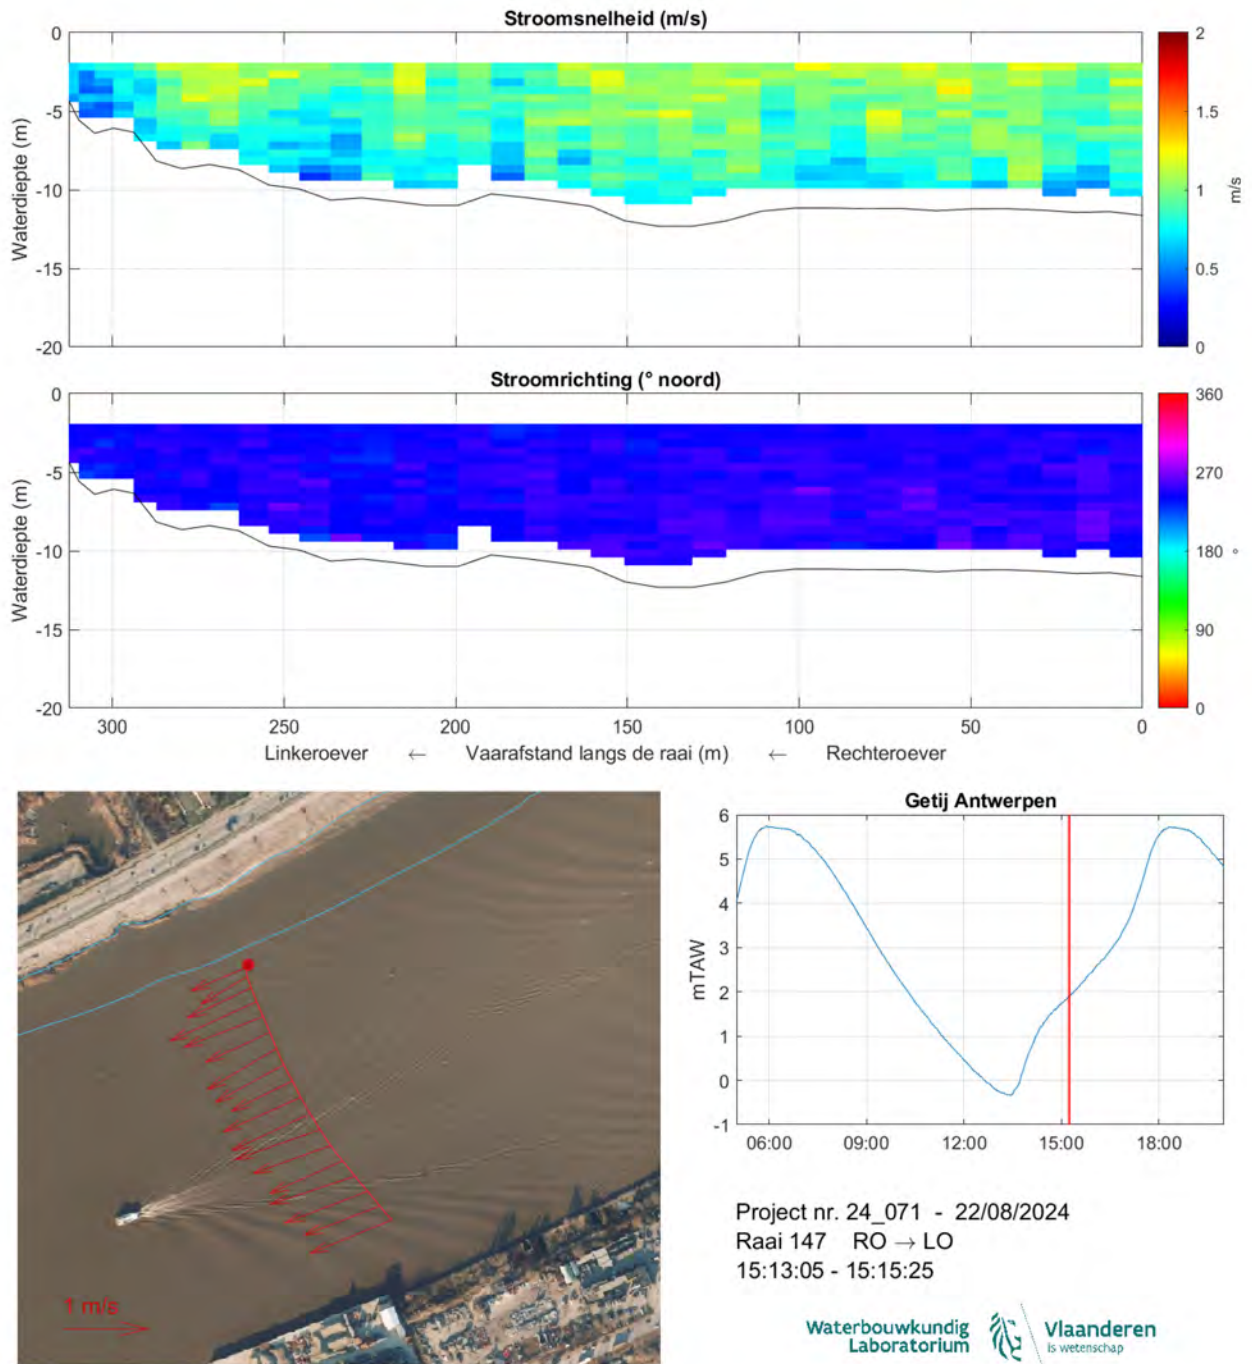 Stroomsnelheid (m/s)
0
-5
-10
-15
-20
Waterdiepte (m)
2
1.5
1
0.5
0
m/s
Stroomrichting (° noord)
0
-5
-10
-15
-20
Waterdiepte (m)
360
270
180
90
0
°
300 250 200 150 100 50 0
Linkeroever ← Vaarafstand langs de raai (m) ← Rechteroever
1 m/s
Getij Antwerpen
6
5
4
3
2
1
0
-1
mTAW
06:00 09:00 12:00 15:00 18:00
Project nr. 24_071 - 22/08/2024
Raai 147 RO → LO
15:13:05 - 15:15:25
Waterbouwkundig
Laboratorium
Vlaanderen
is wetenschap